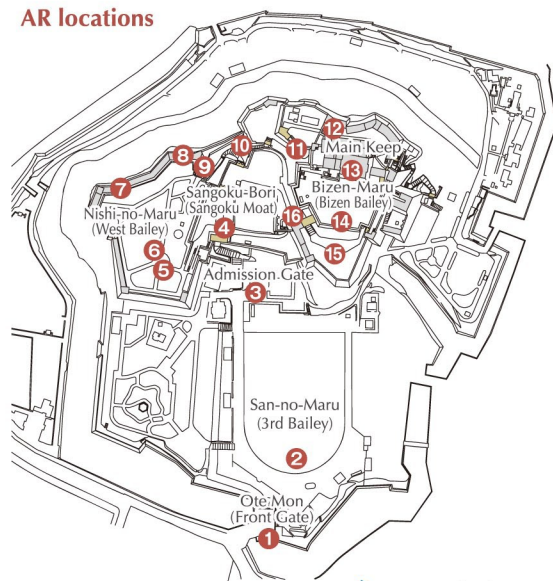 AR locations
12
11
10
Main Keep
8
9
13
7
Sangoku-Bori
(Sangoku Moat)
Bizen-Maru
(Bizen Bailey)
Nishi-no-Maru
(West Bailey)
16
14
4
6
5
15
Admission Gate
3
San-no-Maru
(3rd Bailey)
2
Ote Mon
(Front Gate)
1